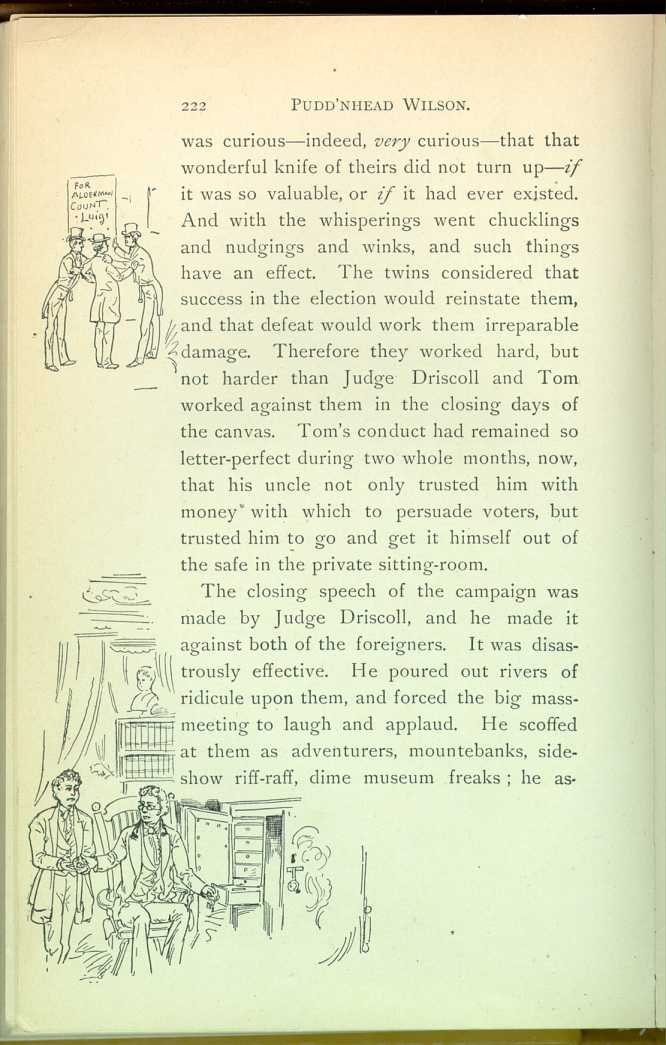 222 PUDD'NHEAD WILSON.
was curious—indeed, very curious—that that
wonderful knife of theirs did not turn up—if
it was so valuable, or if it had ever existed.
And with the whisperings went chucklings
and nudgings and winks, and such things
have an effect. The twins considered that
success in the election would reinstate them,
and that defeat would work them irreparable
damage. Therefore they worked hard, but
not harder than Judge Driscoll and Tom
worked against them in the closing days of
the canvas. Tom's conduct had remained so
letter-perfect during two whole months, now,
that his uncle not only trusted him with
money with which to persuade voters, but
trusted him to go and get it himself out of
the safe in the private sitting-room.
The closing speech of the campaign was
made by Judge Driscoll, and he made it
against both of the foreigners. It was disas-
trously effective. He poured out rivers of
ridicule upon them, and forced the big mass-
meeting to laugh and applaud. He scoffed
at them as adventurers, mountebanks, side-
show riff-raff, dime museum freaks ; he as-
FOR
ALDERMAN
COUNT
Luigi